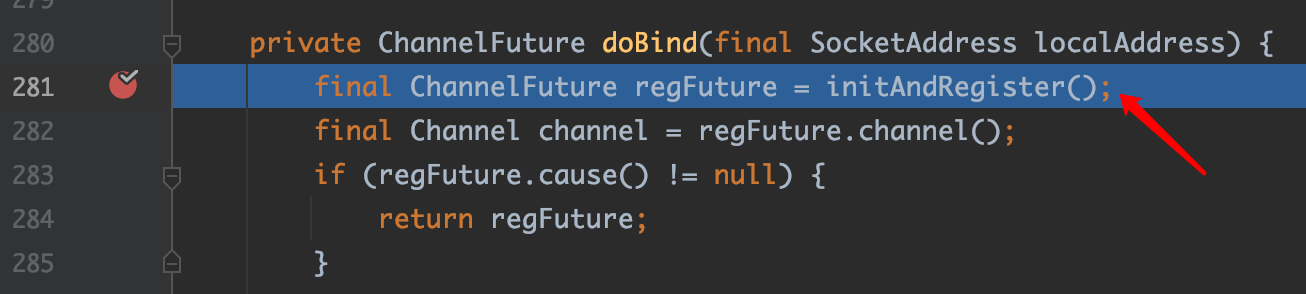 279
280 private ChannelFuture doBind(final SocketAddress localAddress) {
281 final ChannelFuture regFuture = initAndRegister();
282 final Channel channel = regFuture.channel();
283 if (regFuture.cause() != null) {
284 return regFuture;
285 }